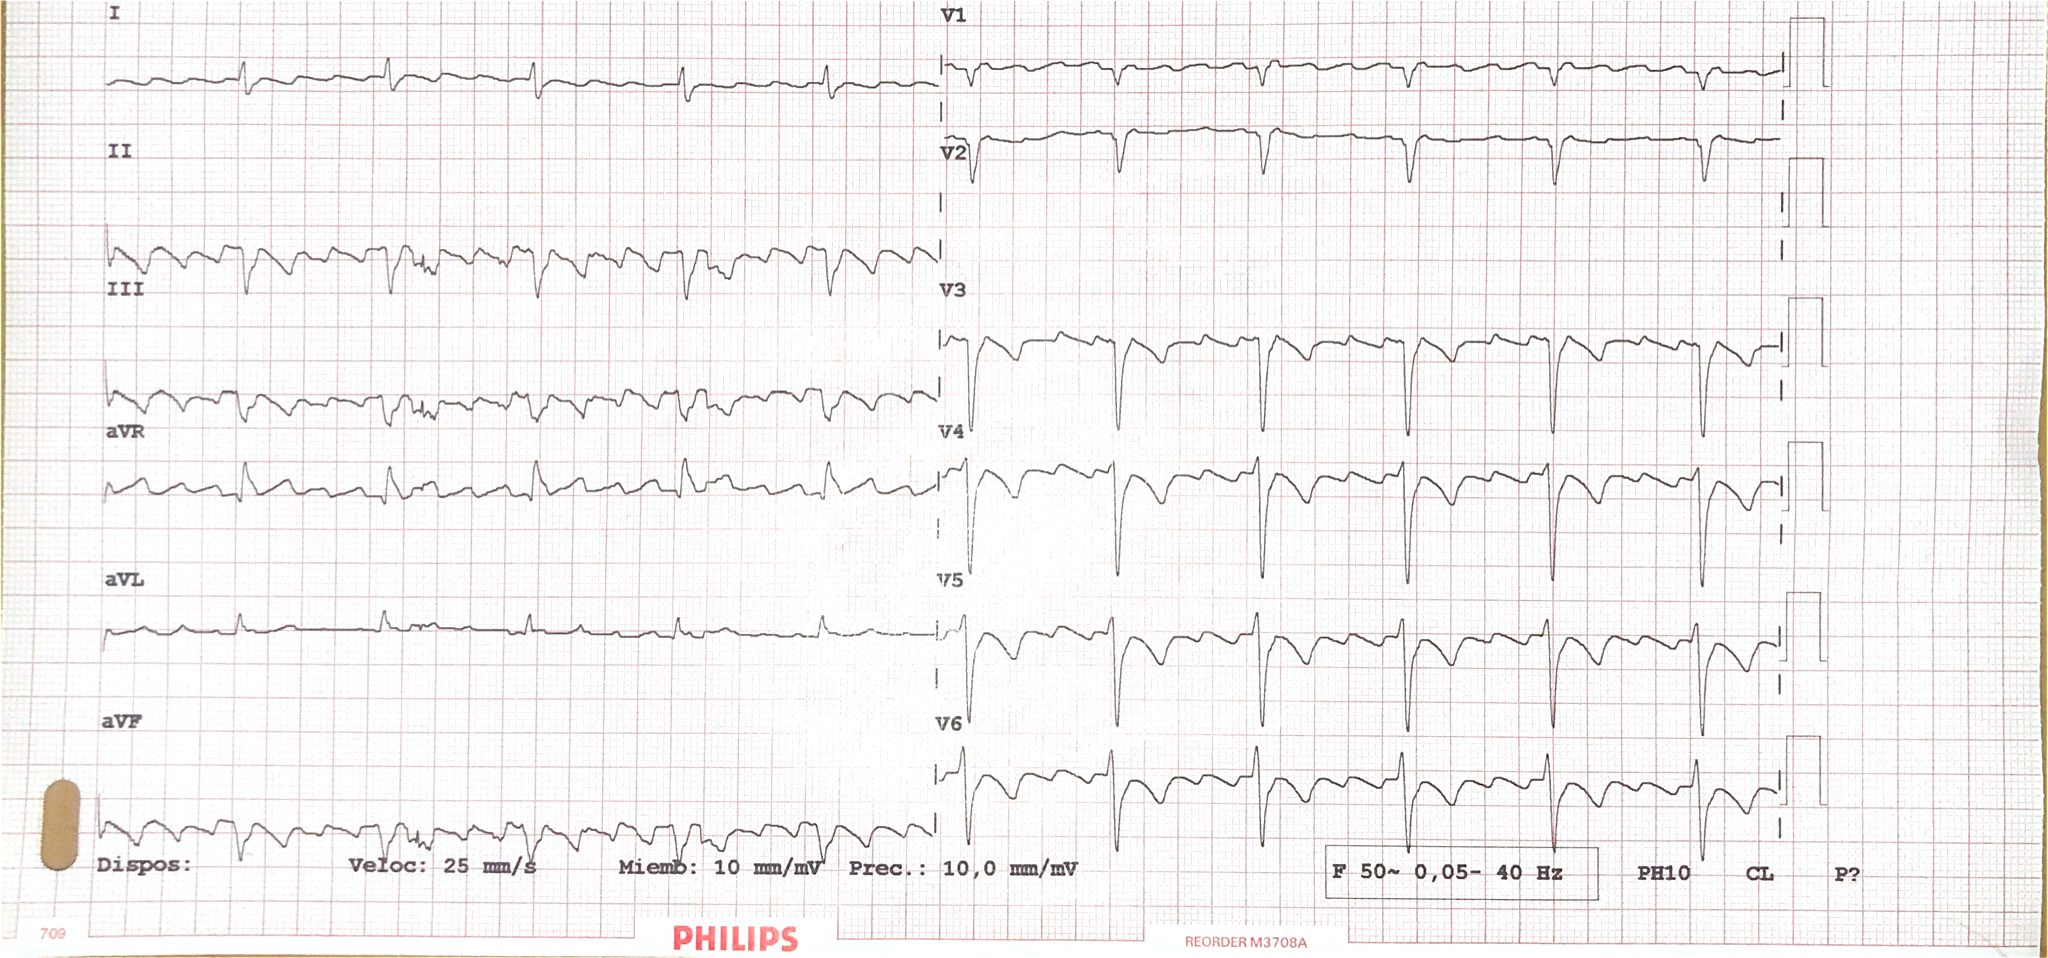 I
V1
II
V2
III
V3
aVR
V4
aVL
V5
aVF
V6
Dispos: Veloc: 25 mm/s Miemb: 10 mm/mV Prec.: 10,0 mm/mV
F 50~ 0,05- 40 Hz PH10 CL P?
709 PHILIPS REORDER M3708A